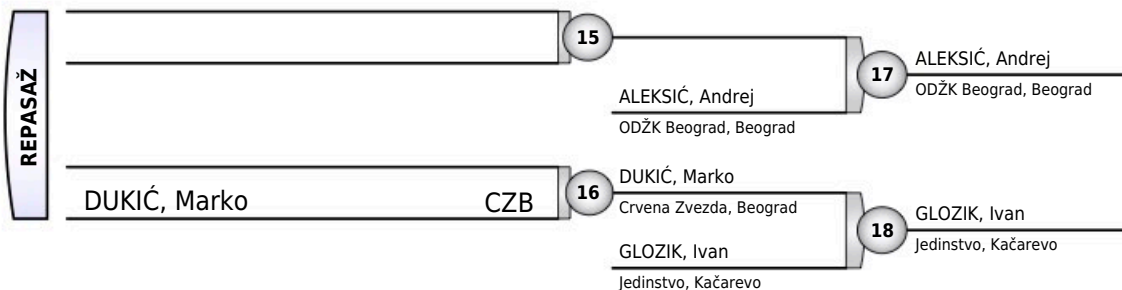 REPASAŽ
15
ALEKSIĆ, Andrej
ODŽK Beograd, Beograd
17
ALEKSIĆ, Andrej
ODŽK Beograd, Beograd
DUKIĆ, Marko CZB
16
DUKIĆ, Marko
Crvena Zvezda, Beograd
GLOZIK, Ivan
Jedinstvo, Kačarevo
18
GLOZIK, Ivan
Jedinstvo, Kačarevo